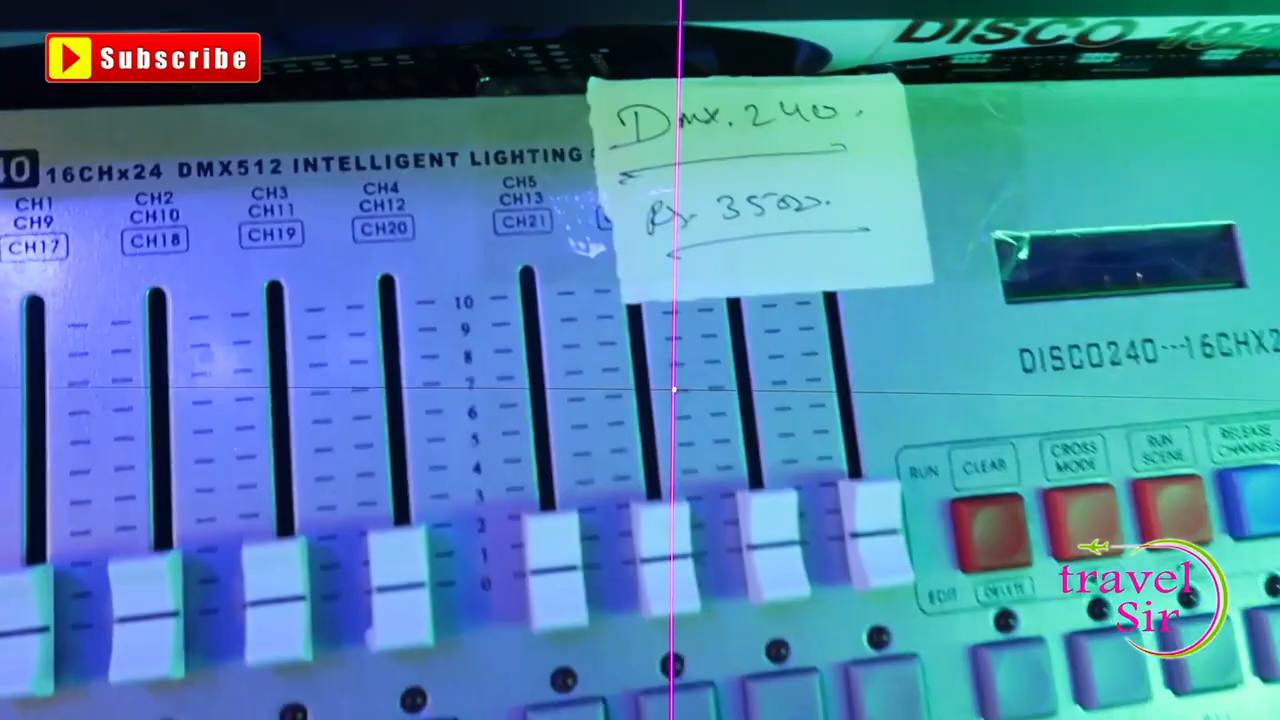 Subscribe
DISCO
Dmx. 240.
Rs. 3500.
40 16CHx24 DMX512 INTELLIGENT LIGHTING
CH1 CH2 CH3 CH4 CH5
CH9 CH10 CH11 CH12 CH13
CH17 CH18 CH19 CH20 CH21
10
9
8
7
6
5
4
3
2
1
0
DISCO240---16CHX2
RUN CLEAR CROSS MODE RUN SCENE RELEASE CHANNELS
EDIT DELETE
travel
Sir